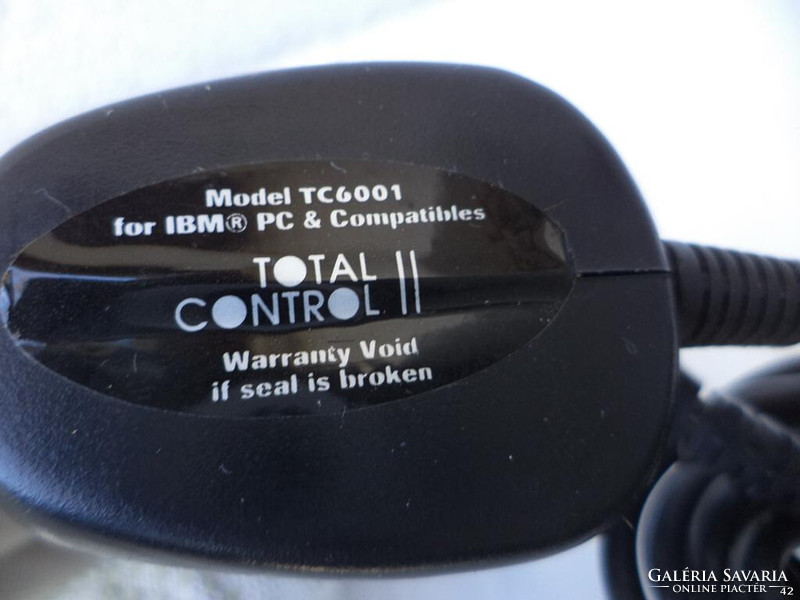 Model TC6001
for IBM® PC & Compatibles
TOTAL
CONTROL II
Warranty Void
if seal is broken
GALÉRIA SAVARIA
ONLINE PIACTÉR
42